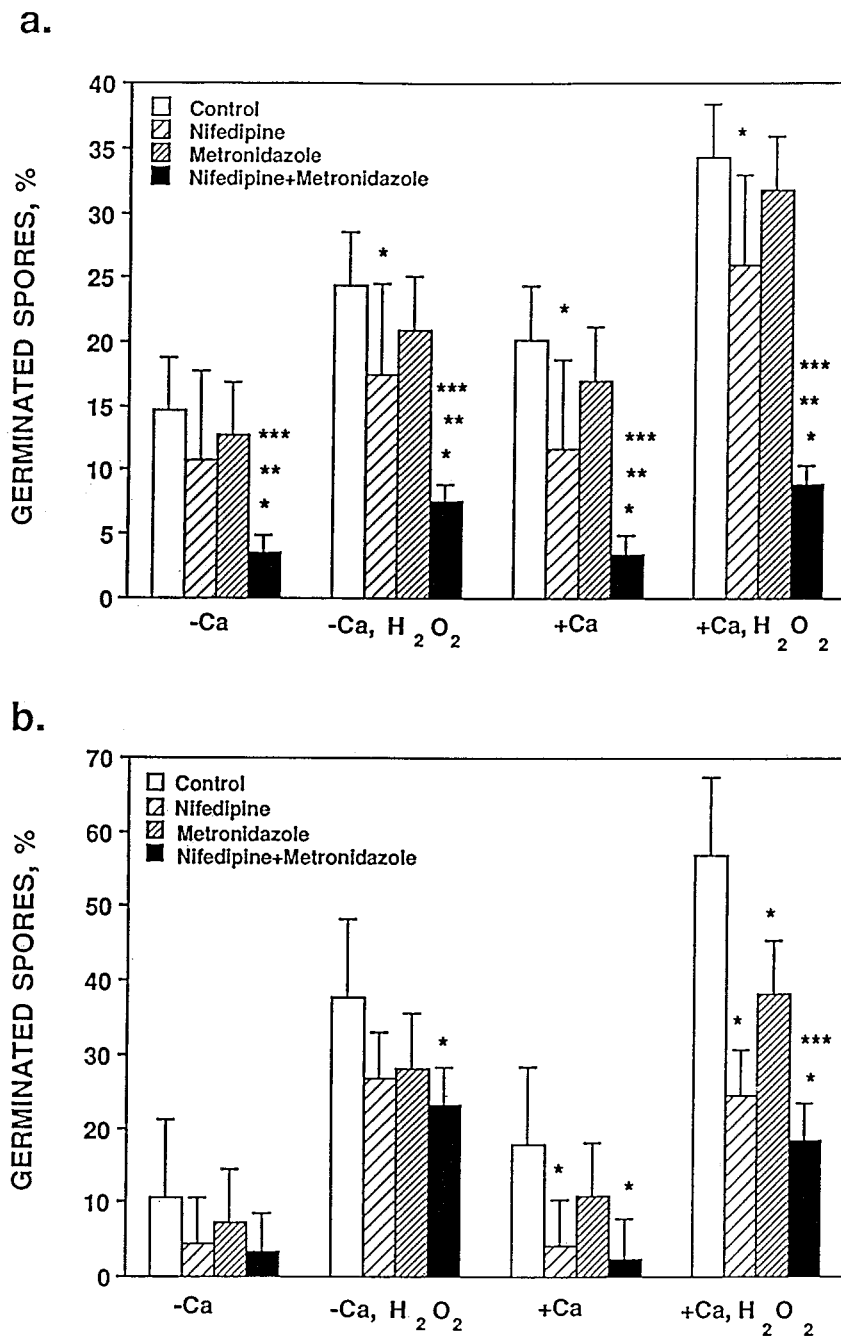 a.
GERMINATED SPORES, %
40
35
30
25
20
15
10
5
0
Control
Nifedipine
Metronidazole
Nifedipine+Metronidazole
*
***
**
*
*
***
**
*
*
***
**
*
***
**
*
-Ca
-Ca, H2O2
+Ca
+Ca, H2O2
b.
GERMINATED SPORES, %
70
60
50
40
30
20
10
0
Control
Nifedipine
Metronidazole
Nifedipine+Metronidazole
*
*
*
*
*
***
*
-Ca
-Ca, H2O2
+Ca
+Ca, H2O2